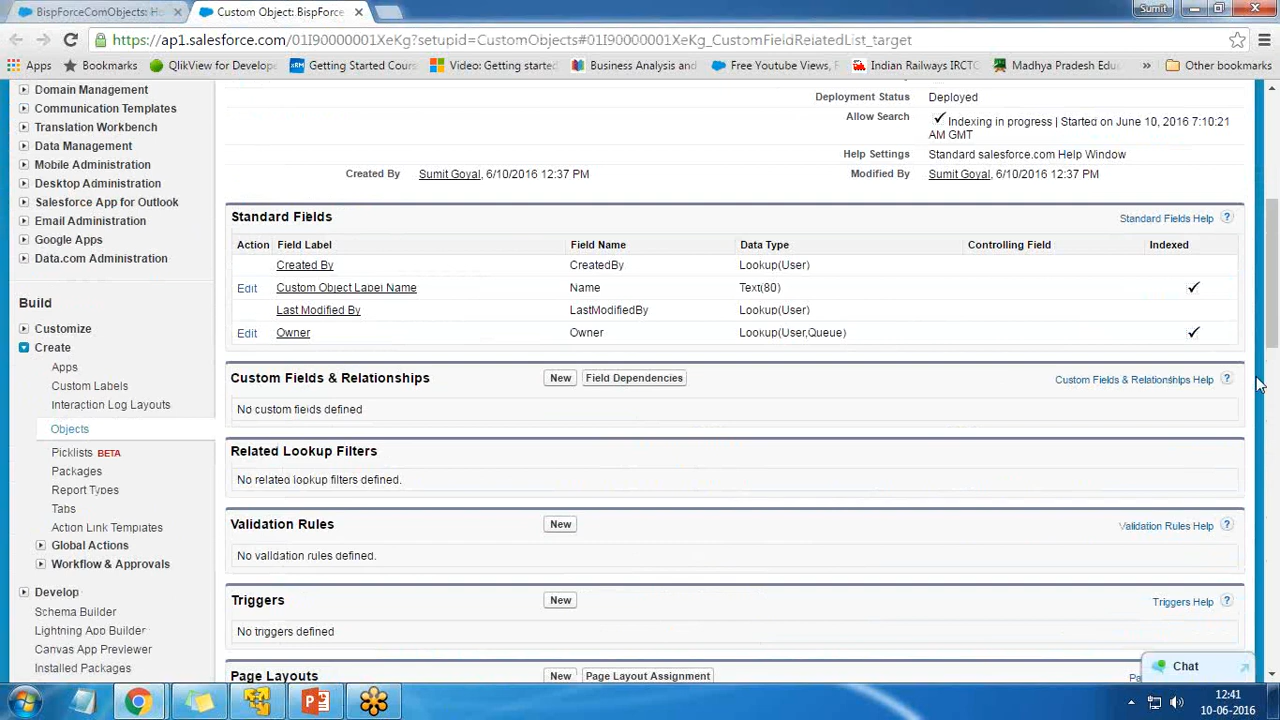 BispForceComObjects: Ho
Custom Object: BispForce
Sumit
https://ap1.salesforce.com/01I90000001XeKg?setupid=CustomObjects#01I90000001XeKg_CustomFieldRelatedList_target
Apps Bookmarks QlikView for Develope Getting Started Cour Video: Getting started Business Analysis and Free Youtube Views, Indian Railways IRCTC Madhya Pradesh Edu » Other bookmarks
Domain Management
Communication Templates
Translation Workbench
Data Management
Mobile Administration
Desktop Administration
Salesforce App for Outlook
Email Administration
Google Apps
Data.com Administration
Build
Customize
Create
Apps
Custom Labels
Interaction Log Layouts
Objects
Picklists BETA
Packages
Report Types
Tabs
Action Link Templates
Global Actions
Workflow & Approvals
Develop
Schema Builder
Lightning App Builder
Canvas App Previewer
Installed Packages
Deployment Status Deployed
Allow Search Indexing in progress | Started on June 10, 2016 7:10:21
AM GMT
Help Settings Standard salesforce.com Help Window
Created By Sumit Goyal, 6/10/2016 12:37 PM Modified By Sumit Goyal, 6/10/2016 12:37 PM
Standard Fields Standard Fields Help ?
Action Field Label Field Name Data Type Controlling Field Indexed
Created By CreatedBy Lookup(User)
Edit Custom Object Label Name Name Text(80)
Last Modified By LastModifiedBy Lookup(User)
Edit Owner Owner Lookup(User,Queue)
Custom Fields & Relationships New Field Dependencies Custom Fields & Relationships Help ?
No custom fields defined
Related Lookup Filters
No related lookup filters defined.
Validation Rules New Validation Rules Help ?
No validation rules defined.
Triggers New Triggers Help ?
No triggers defined
Page Layouts New Page Layout Assignment
Chat
12:41
10-06-2016